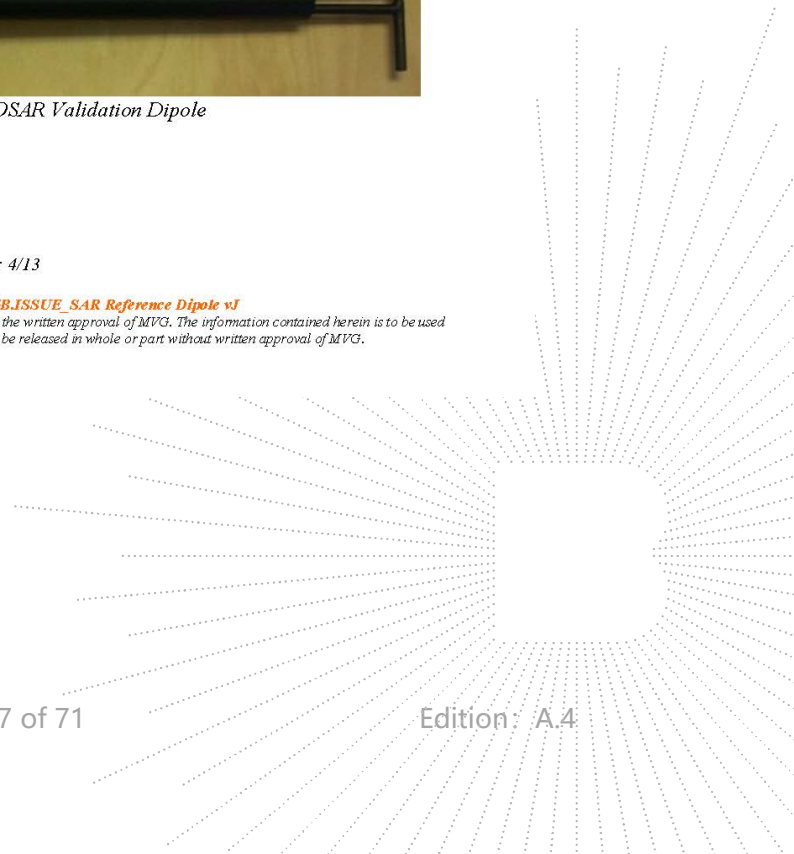 OSAR Validation Dipole
: 4/13
B.ISSUE_SAR Reference Dipole vJ
the written approval of MVG. The information contained herein is to be used
be released in whole or part without written approval of MVG.
7 of 71
Edition: A.4